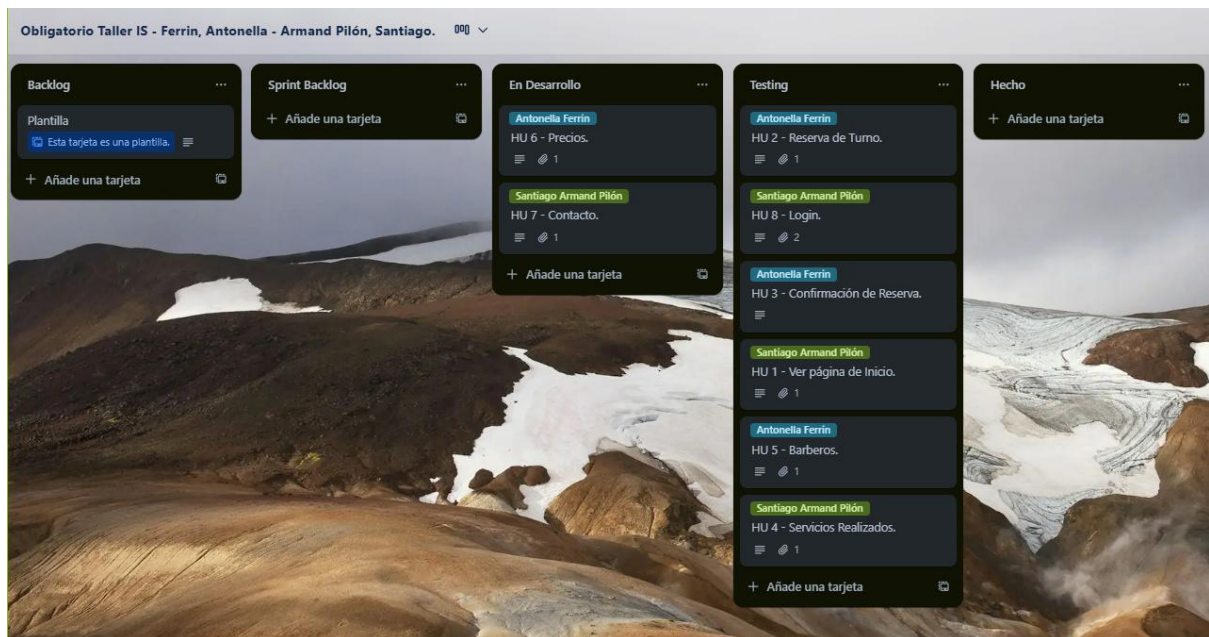 Obligatorio Taller IS - Ferrin, Antonella - Armand Pilón, Santiago.
Backlog
Plantilla
Esta tarjeta es una plantilla.
+ Añade una tarjeta
Sprint Backlog
+ Añade una tarjeta
En Desarrollo
Antonella Ferrin
HU 6 - Precios.
1
Santiago Armand Pilón
HU 7 - Contacto.
1
+ Añade una tarjeta
Testing
Antonella Ferrin
HU 2 - Reserva de Turno.
1
Santiago Armand Pilón
HU 8 - Login.
2
Antonella Ferrin
HU 3 - Confirmación de Reserva.
Santiago Armand Pilón
HU 1 - Ver página de Inicio.
1
Antonella Ferrin
HU 5 - Barberos.
1
Santiago Armand Pilón
HU 4 - Servicios Realizados.
1
+ Añade una tarjeta
Hecho
+ Añade una tarjeta